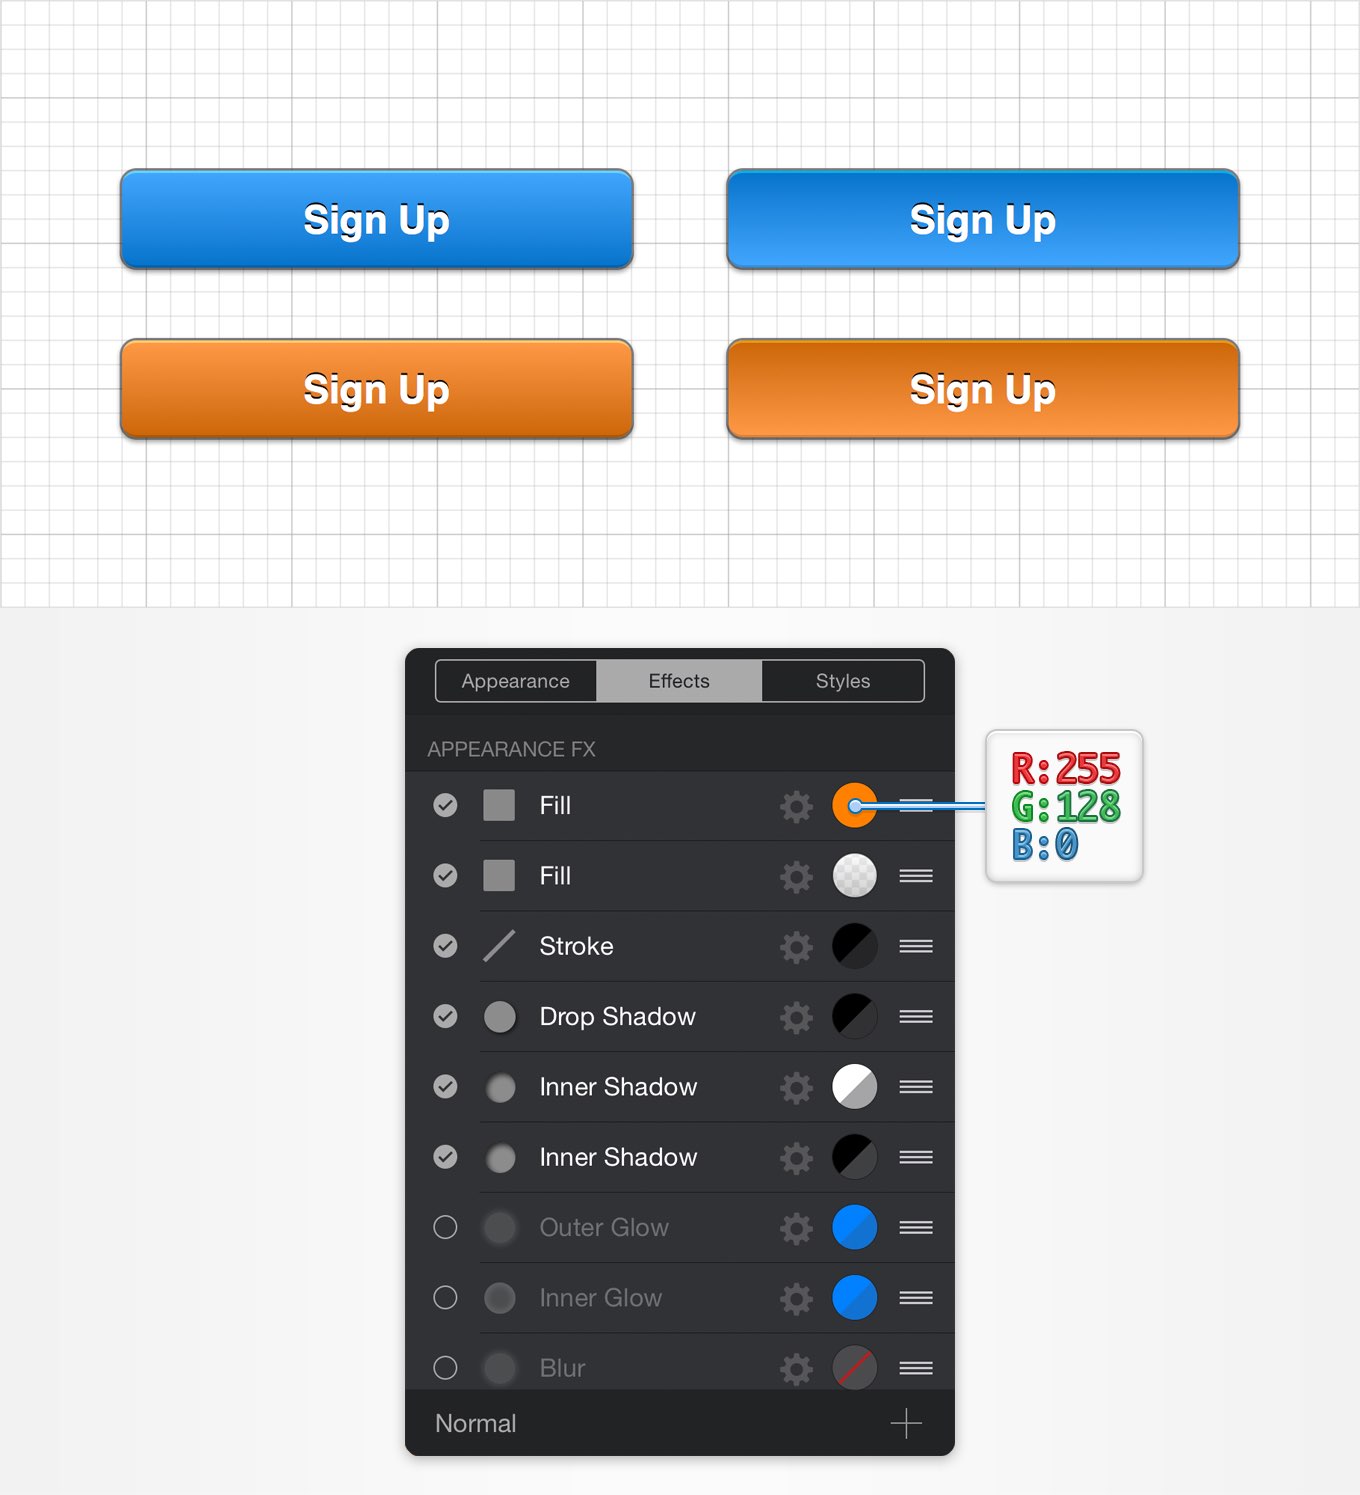 Sign Up
Sign Up
Sign Up
Sign Up
Appearance Effects Styles
APPEARANCE FX
Fill
R:255
G:128
B:0
Fill
Stroke
Drop Shadow
Inner Shadow
Inner Shadow
Outer Glow
Inner Glow
Blur
Normal